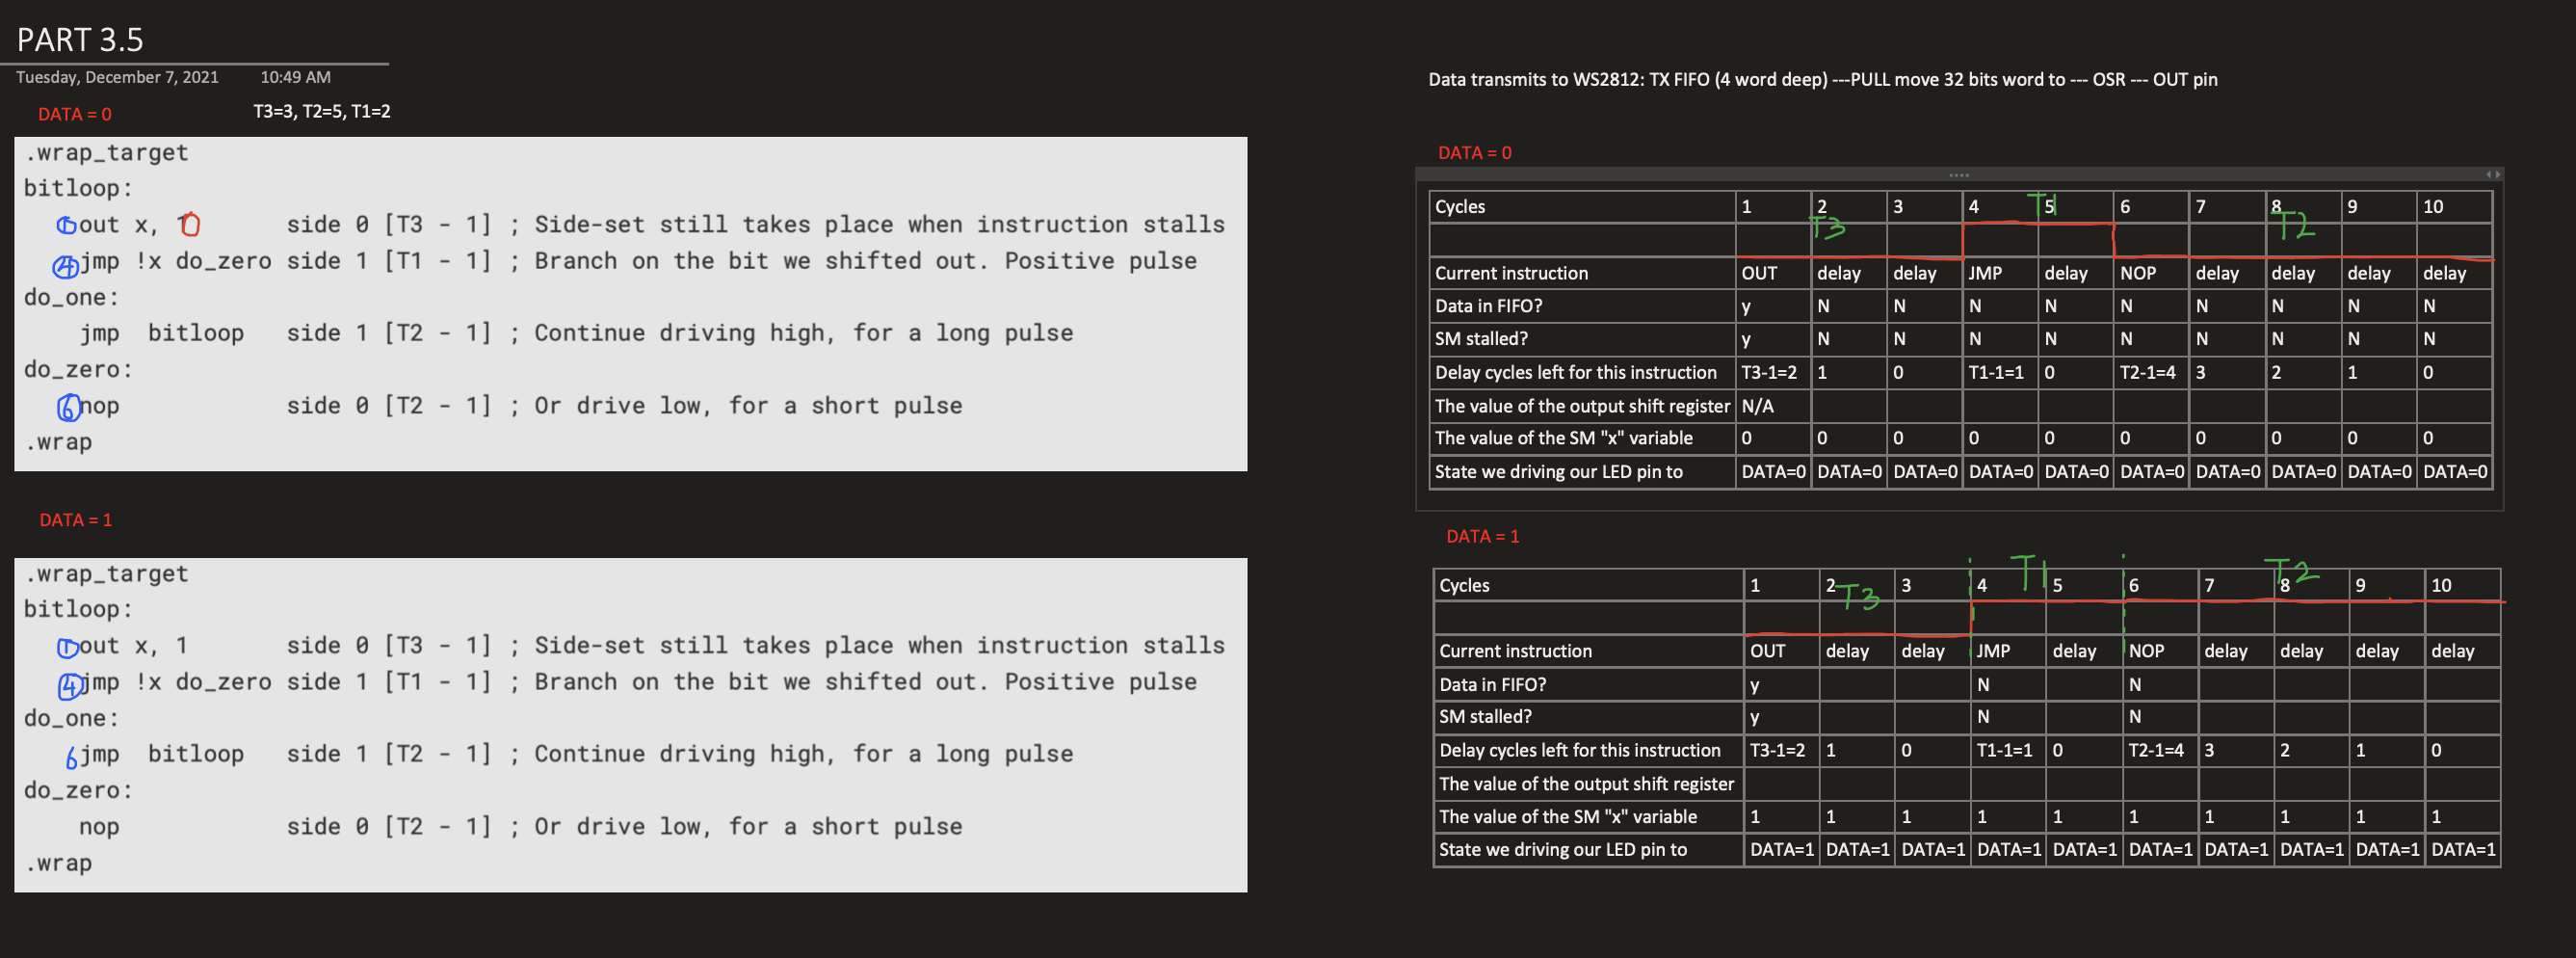 PART 3.5
Tuesday, December 7, 2021 10:49 AM
DATA = 0 T3=3, T2=5, T1=2
.wrap_target
bitloop:
① out x, 1 0 side 0 [T3 - 1] ; Side-set still takes place when instruction stalls
④ jmp !x do_zero side 1 [T1 - 1] ; Branch on the bit we shifted out. Positive pulse
do_one:
jmp bitloop side 1 [T2 - 1] ; Continue driving high, for a long pulse
do_zero:
⑥ nop side 0 [T2 - 1] ; Or drive low, for a short pulse
.wrap
DATA = 1
.wrap_target
bitloop:
① out x, 1 side 0 [T3 - 1] ; Side-set still takes place when instruction stalls
④ jmp !x do_zero side 1 [T1 - 1] ; Branch on the bit we shifted out. Positive pulse
do_one:
6 jmp bitloop side 1 [T2 - 1] ; Continue driving high, for a long pulse
do_zero:
nop side 0 [T2 - 1] ; Or drive low, for a short pulse
.wrap
Data transmits to WS2812: TX FIFO (4 word deep) ---PULL move 32 bits word to --- OSR --- OUT pin
DATA = 0
Cycles 1 2 3 4 5 6 7 8 9 10
T3 T1 T2
Current instruction OUT delay delay JMP delay NOP delay delay delay delay
Data in FIFO? y N N N N N N N N N
SM stalled? y N N N N N N N N N
Delay cycles left for this instruction T3-1=2 1 0 T1-1=1 0 T2-1=4 3 2 1 0
The value of the output shift register N/A
The value of the SM "x" variable 0 0 0 0 0 0 0 0 0 0
State we driving our LED pin to DATA=0 DATA=0 DATA=0 DATA=0 DATA=0 DATA=0 DATA=0 DATA=0 DATA=0 DATA=0
DATA = 1
Cycles 1 2 3 4 5 6 7 8 9 10
T3 T1 T2
Current instruction OUT delay delay JMP delay NOP delay delay delay delay
Data in FIFO? y N N
SM stalled? y N N
Delay cycles left for this instruction T3-1=2 1 0 T1-1=1 0 T2-1=4 3 2 1 0
The value of the output shift register
The value of the SM "x" variable 1 1 1 1 1 1 1 1 1 1
State we driving our LED pin to DATA=1 DATA=1 DATA=1 DATA=1 DATA=1 DATA=1 DATA=1 DATA=1 DATA=1 DATA=1